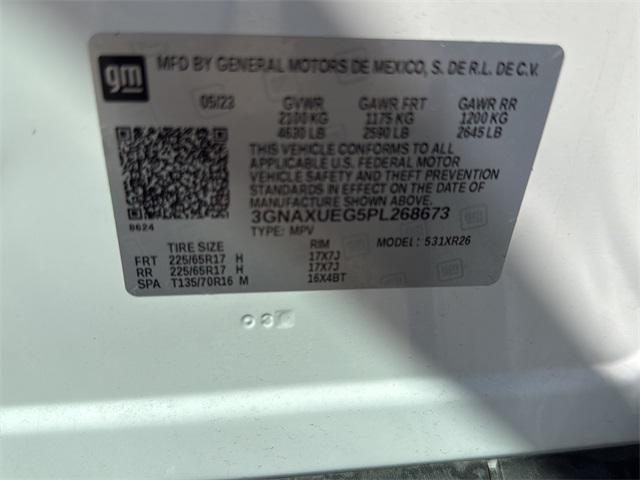 gm MFD BY GENERAL MOTORS DE MEXICO, S. DE R.L. DE C.V.
05/23 GVWR GAWR FRT GAWR RR
2100 KG 1175 KG 1200 KG
4630 LB 2590 LB 2645 LB
THIS VEHICLE CONFORMS TO ALL
APPLICABLE U.S. FEDERAL MOTOR
VEHICLE SAFETY AND THEFT PREVENTION
STANDARDS IN EFFECT ON THE DATE OF
MANUFACTURE SHOWN ABOVE.
3GNAXUEG5PL268673
8624 TYPE: MPV MODEL: 531XR26
TIRE SIZE RIM
FRT 225/65R17 H 17X7J
RR 225/65R17 H 17X7J
SPA T135/70R16 M 16X4BT